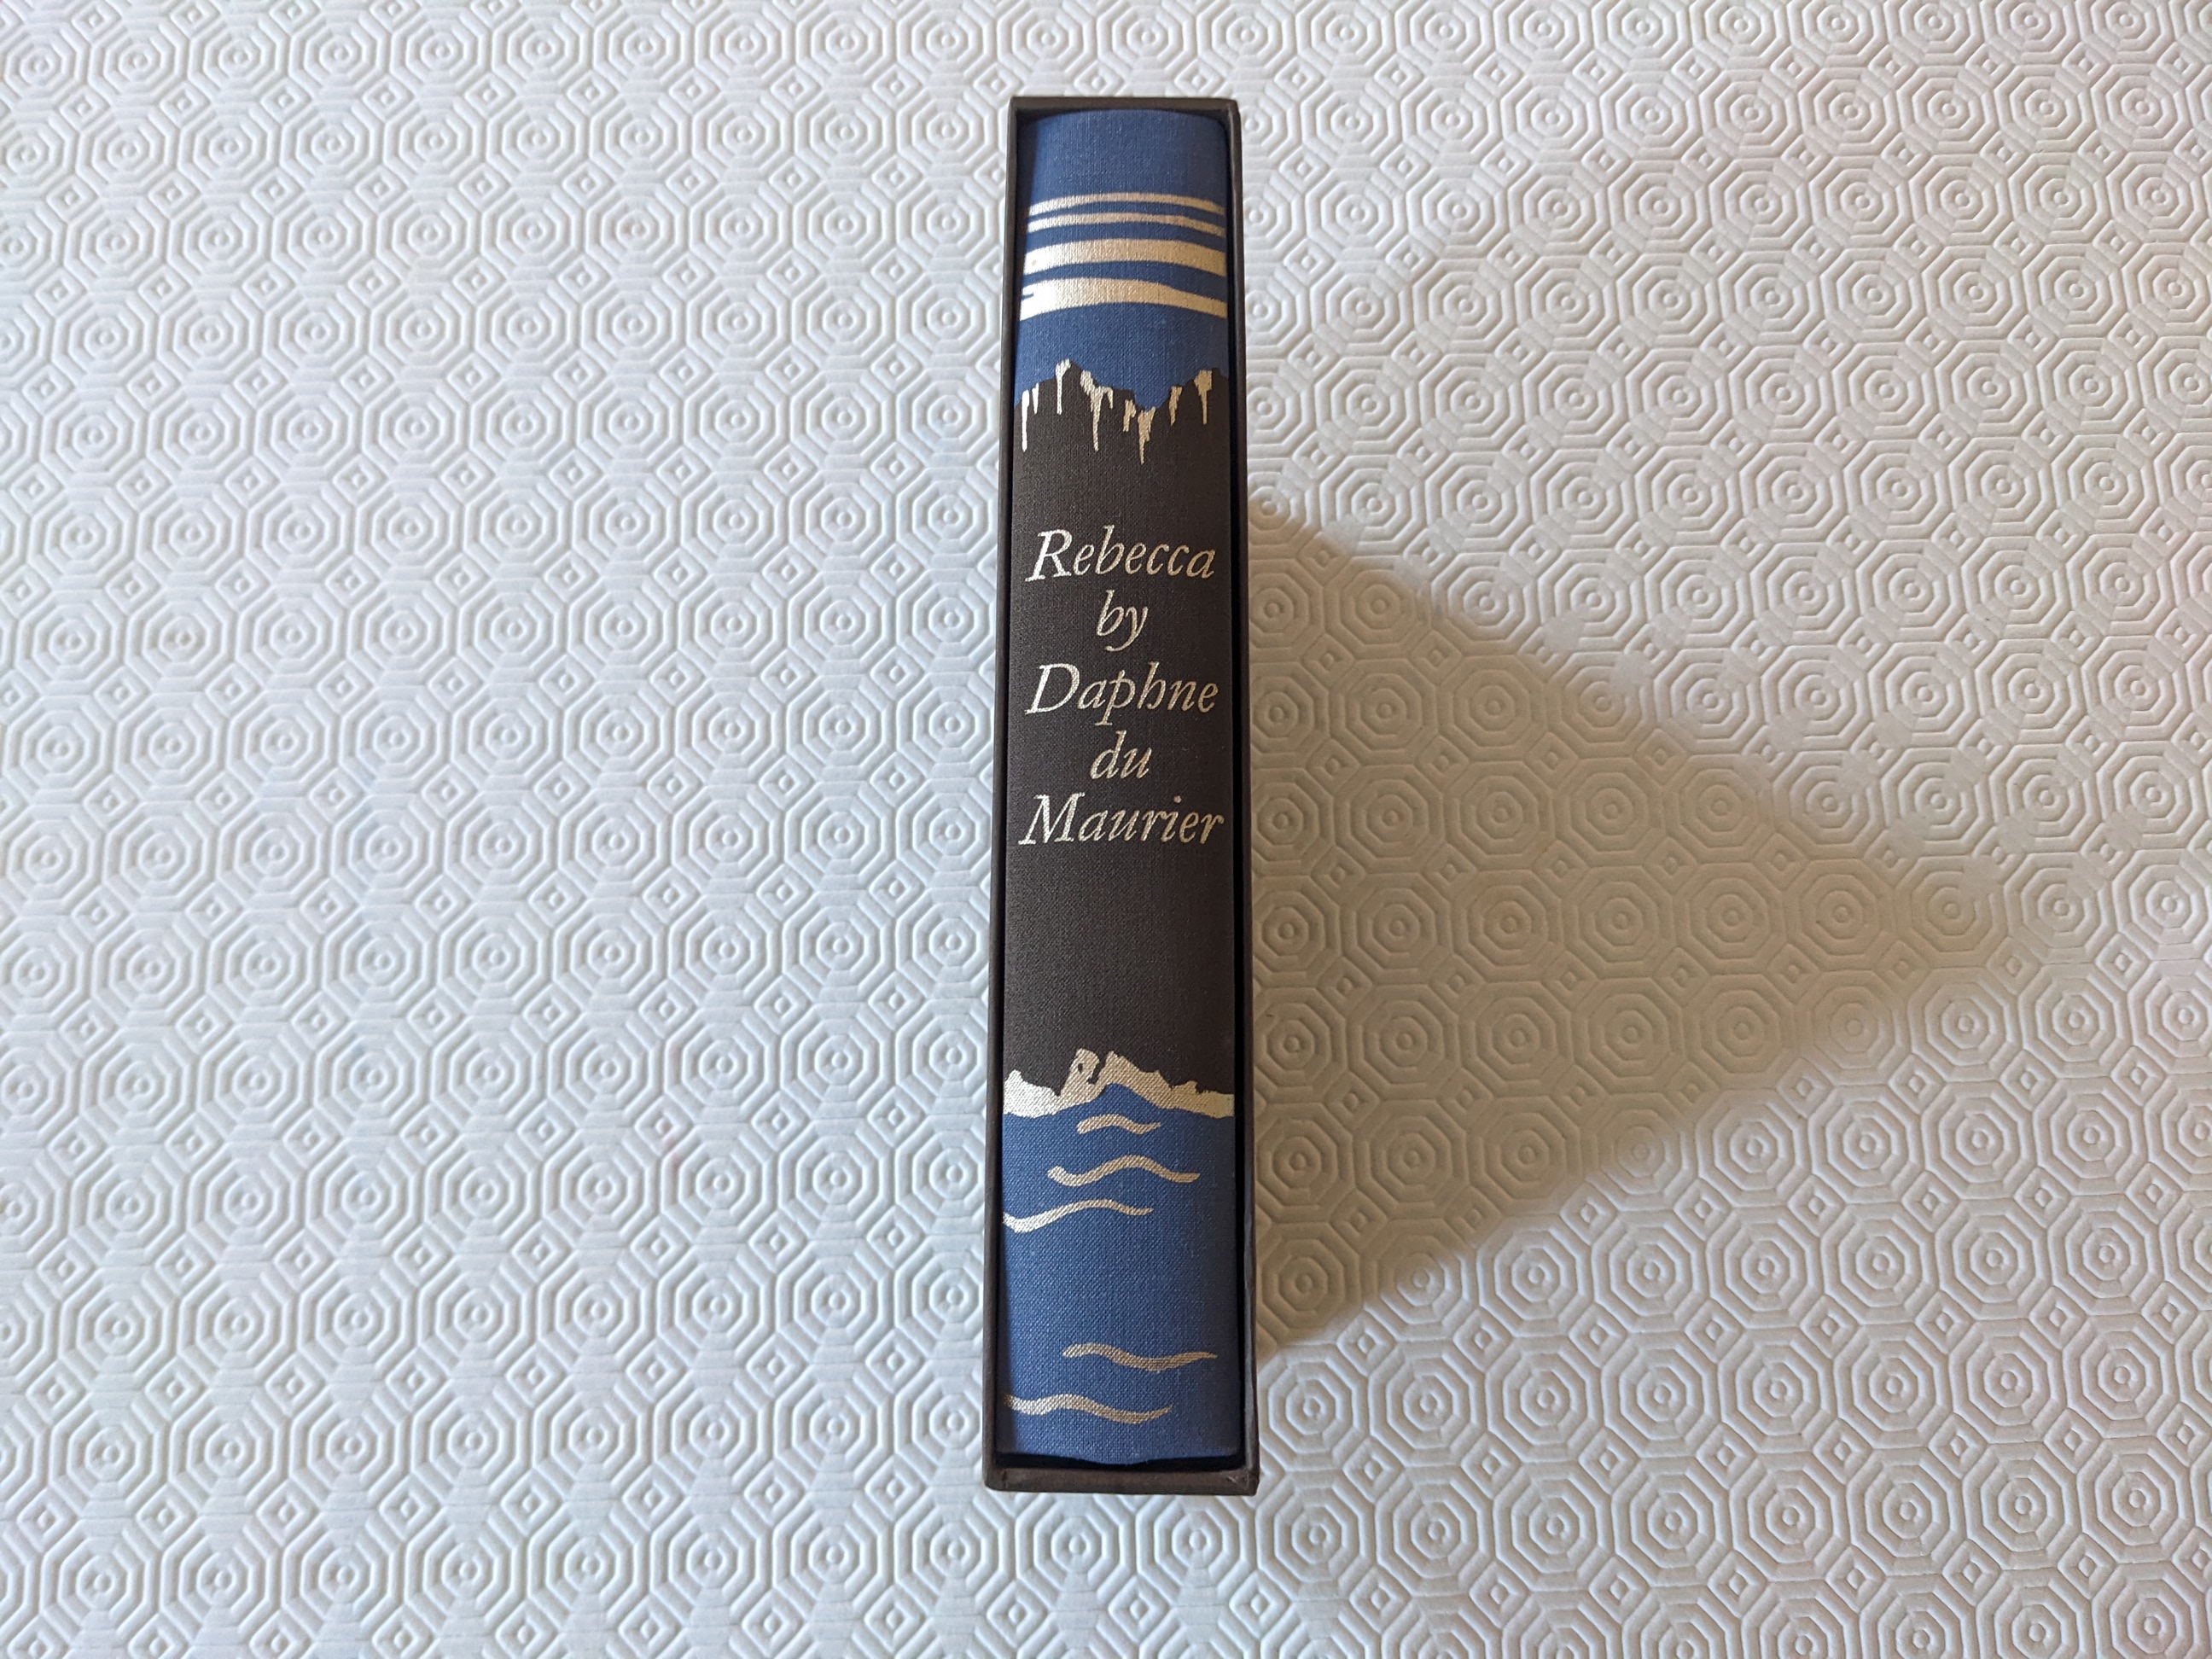 Rebecca
by
Daphne
du
Maurier